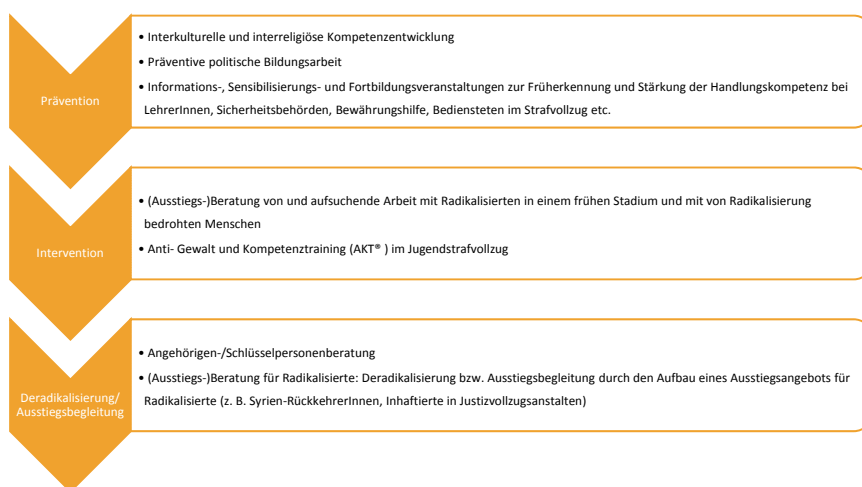 Prävention
• Interkulturelle und interreligiöse Kompetenzentwicklung
• Präventive politische Bildungsarbeit
• Informations-, Sensibilisierungs- und Fortbildungsveranstaltungen zur Früherkennung und Stärkung der Handlungskompetenz bei
LehrerInnen, Sicherheitsbehörden, Bewährungshilfe, Bediensteten im Strafvollzug etc.
Intervention
• (Ausstiegs-)Beratung von und aufsuchende Arbeit mit Radikalisierten in einem frühen Stadium und mit von Radikalisierung
bedrohten Menschen
• Anti- Gewalt und Kompetenztraining (AKT® ) im Jugendstrafvollzug
Deradikalisierung/
Ausstiegsbegleitung
• Angehörigen-/Schlüsselpersonenberatung
• (Ausstiegs-)Beratung für Radikalisierte: Deradikalisierung bzw. Ausstiegsbegleitung durch den Aufbau eines Ausstiegsangebots für
Radikalisierte (z. B. Syrien-RückkehrerInnen, Inhaftierte in Justizvollzugsanstalten)